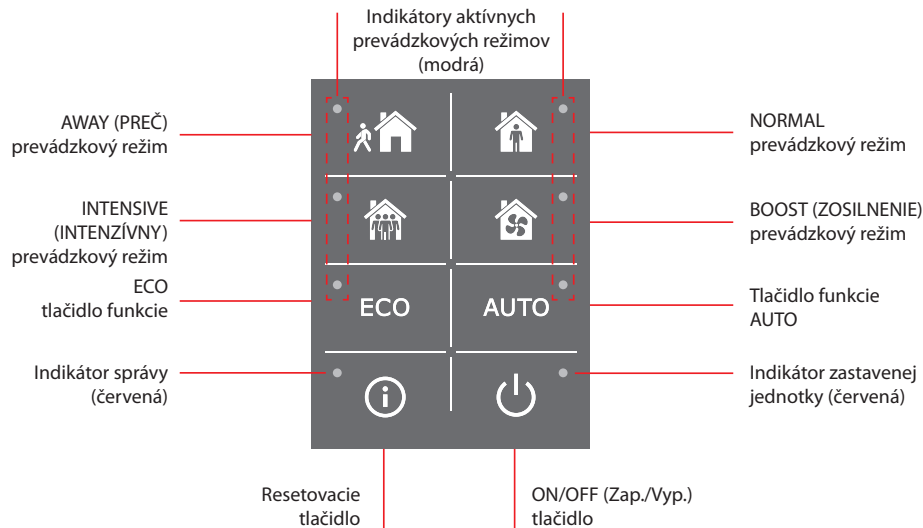 Indikátory aktívnych
prevádzkových režimov
(modrá)
AWAY (PREČ)
prevádzkový režim
NORMAL
prevádzkový režim
INTENSIVE
(INTENZÍVNY)
prevádzkový režim
BOOST (ZOSILNENIE)
prevádzkový režim
ECO
tlačidlo funkcie
ECO
AUTO
Tlačidlo funkcie
AUTO
Indikátor správy
(červená)
Indikátor zastavenej
jednotky (červená)
Resetovacie
tlačidlo
ON/OFF (Zap./Vyp.)
tlačidlo